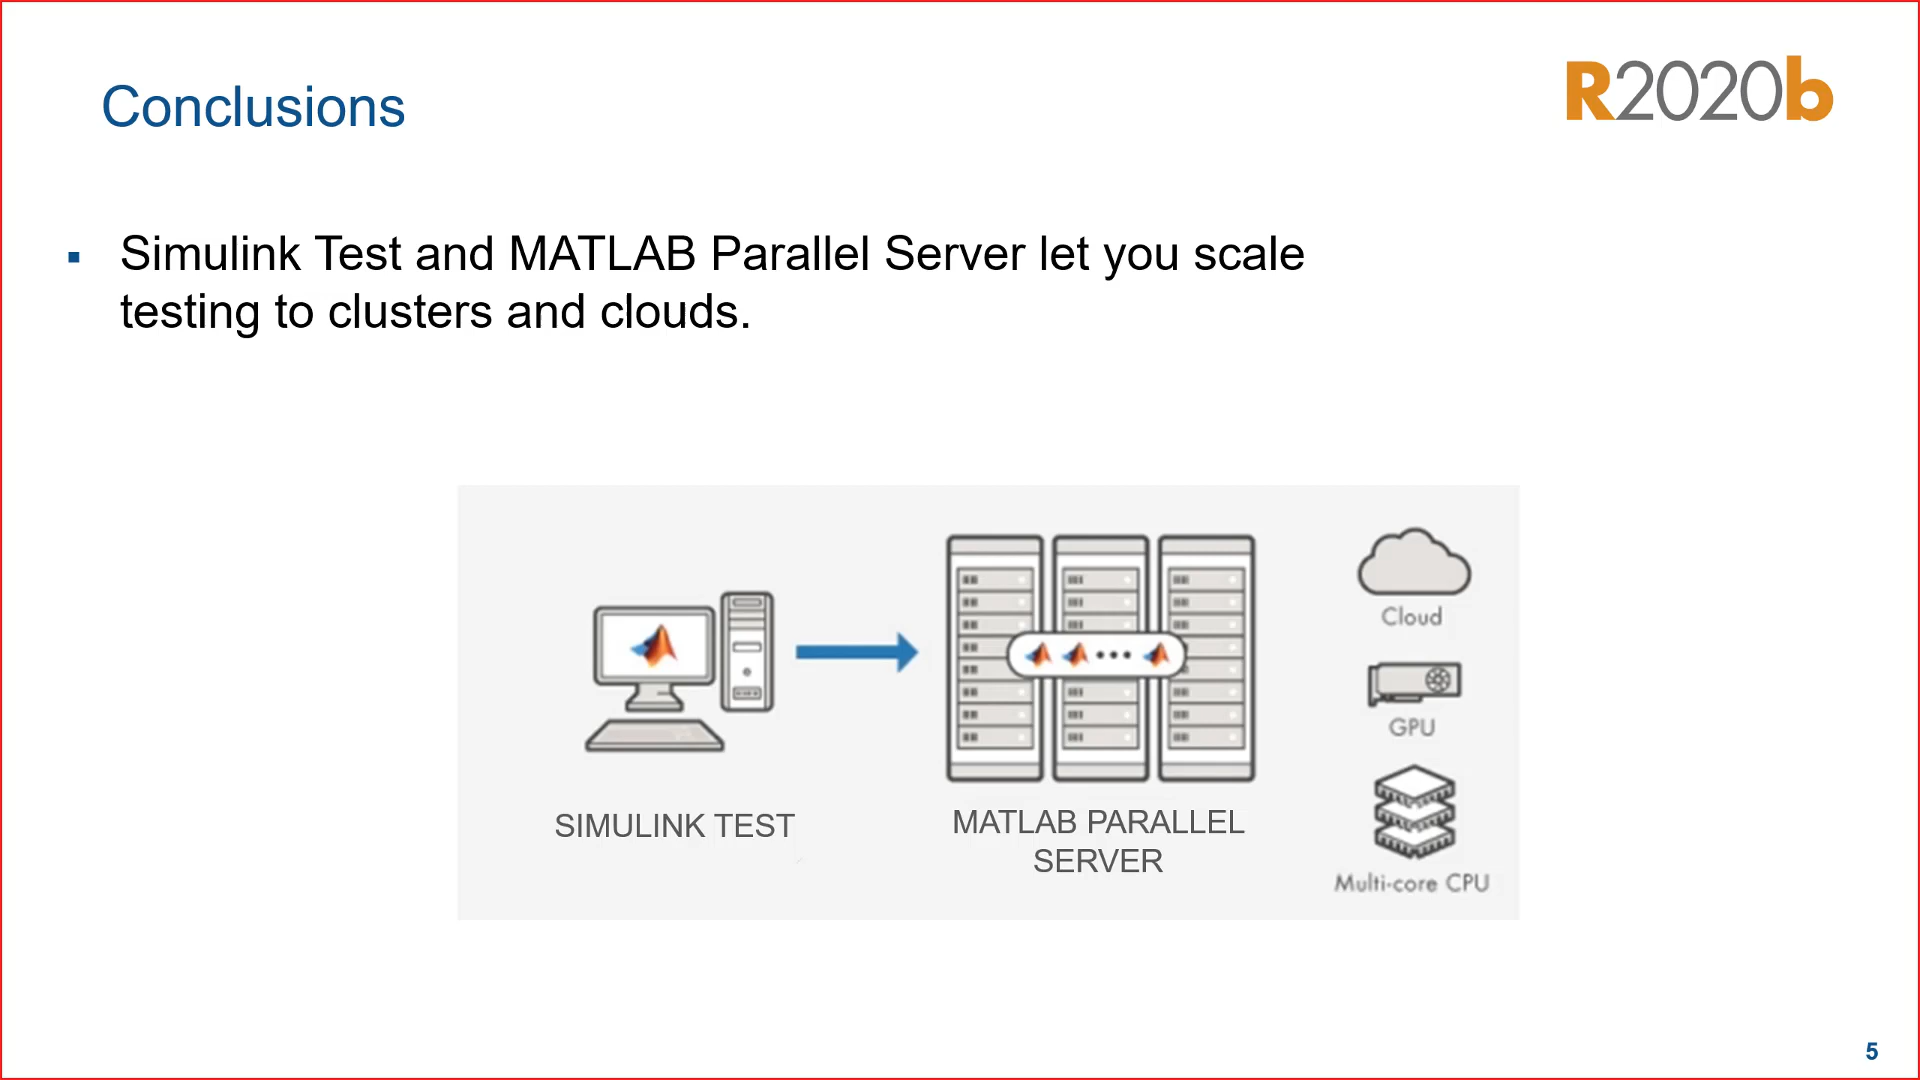 Conclusions
R2020b
▪ Simulink Test and MATLAB Parallel Server let you scale
testing to clusters and clouds.
SIMULINK TEST
MATLAB PARALLEL
SERVER
Cloud
GPU
Multi-core CPU
5